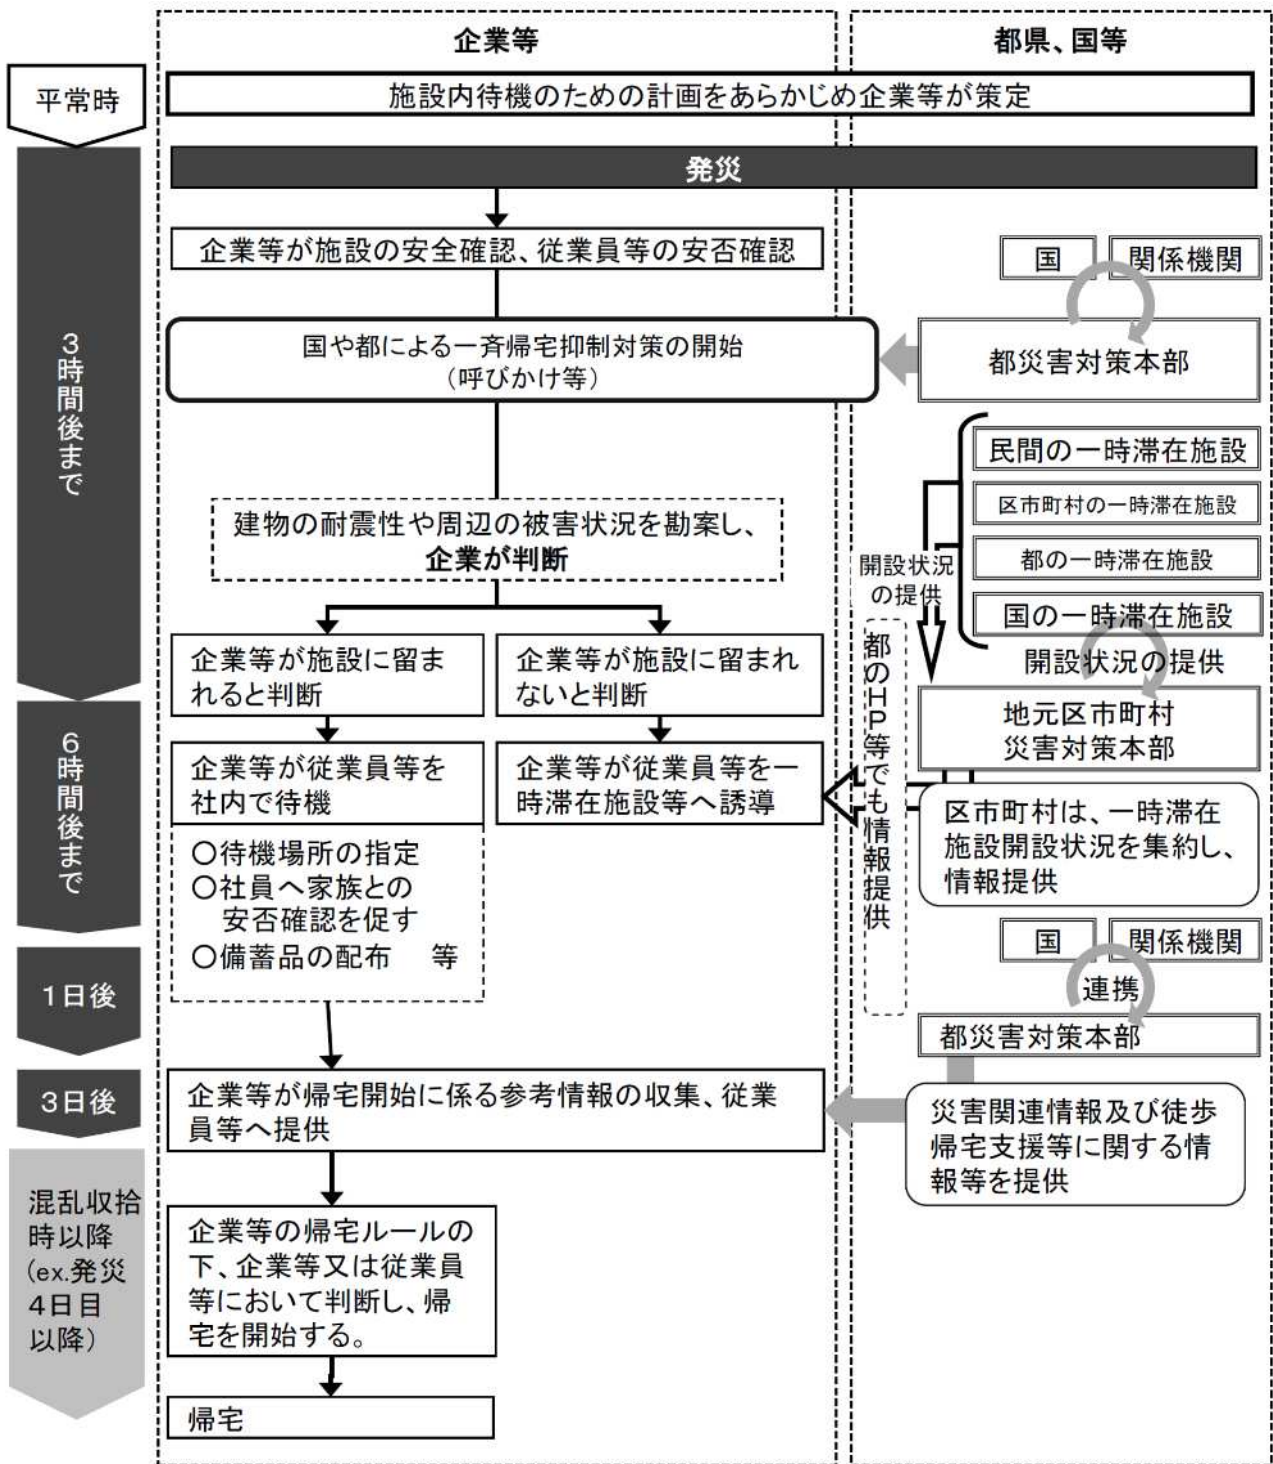 企業等
都県、国等
平常時
施設内待機のための計画をあらかじめ企業等が策定
発災
3時間後まで
企業等が施設の安全確認、従業員等の安否確認
国
関係機関
国や都による一斉帰宅抑制対策の開始
（呼びかけ等）
都災害対策本部
民間の一時滞在施設
区市町村の一時滞在施設
都の一時滞在施設
国の一時滞在施設
建物の耐震性や周辺の被害状況を勘案し、
企業が判断
開設状況
の提供
開設状況の提供
企業等が施設に留ま
れると判断
企業等が施設に留まれ
ないと判断
都のHP等でも情報提供
地元区市町村
災害対策本部
6時間後まで
企業等が従業員等を
社内で待機
企業等が従業員等を一
時滞在施設等へ誘導
区市町村は、一時滞在
施設開設状況を集約し、
情報提供
○待機場所の指定
○社員へ家族との
安否確認を促す
○備蓄品の配布　等
国
関係機関
連携
1日後
都災害対策本部
3日後
企業等が帰宅開始に係る参考情報の収集、従業
員等へ提供
災害関連情報及び徒歩
帰宅支援等に関する情
報等を提供
混乱収拾
時以降
(ex.発災
4日目
以降）
企業等の帰宅ルールの
下、企業等又は従業員
等において判断し、帰
宅を開始する。
帰宅